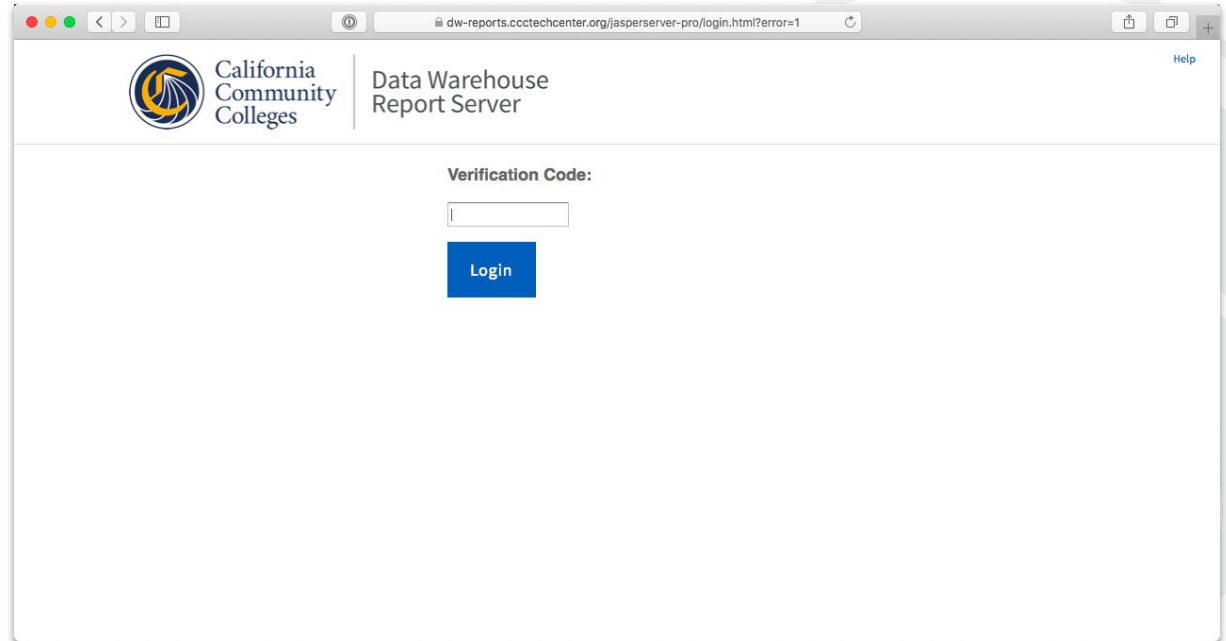 dw-reports.ccctechcenter.org/jasperserver-pro/login.html?error=1
Help
California
Community
Colleges
Data Warehouse
Report Server
Verification Code:
Login